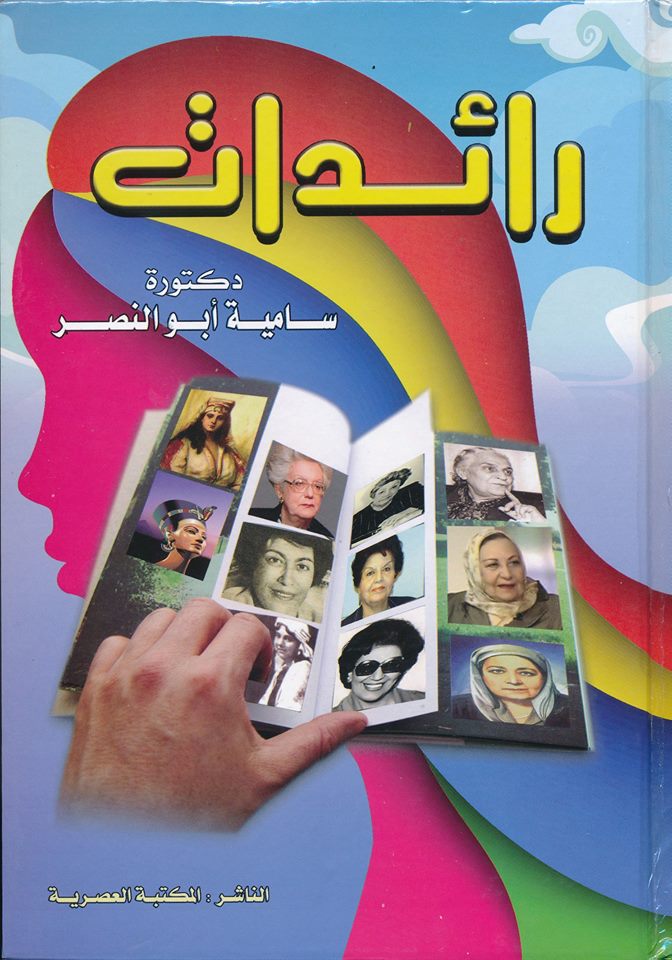 رائدات
دكتورة
سامية أبو النصر
الناشر : المكتبة العصرية